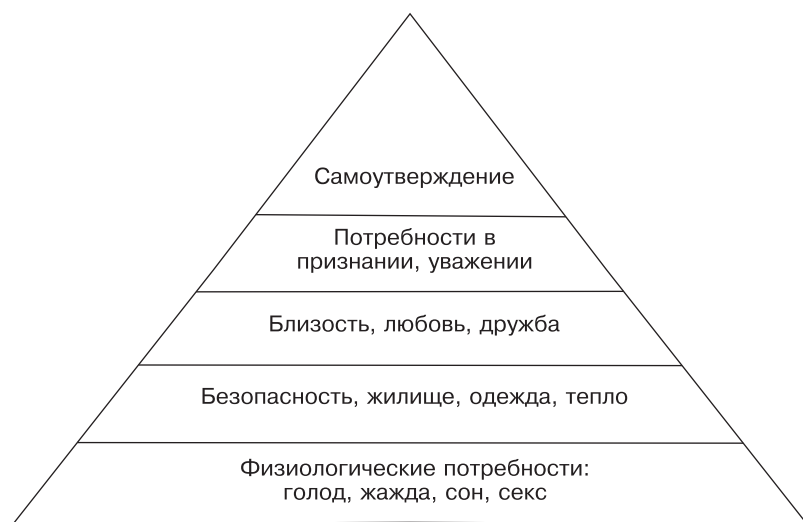 Самоутверждение
Потребности в
признании, уважении
Близость, любовь, дружба
Безопасность, жилище, одежда, тепло
Физиологические потребности:
голод, жажда, сон, секс